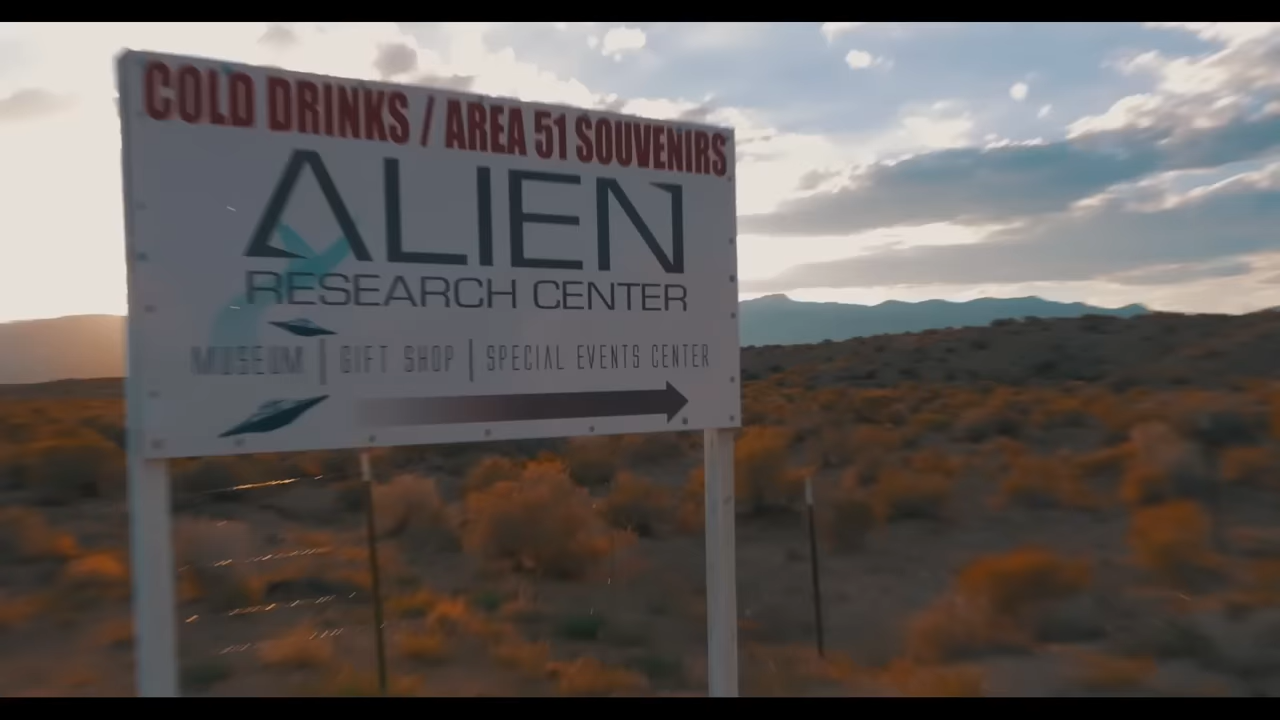 COLD DRINKS / AREA 51 SOUVENIRS
ALIEN
RESEARCH CENTER
MUSEUM | GIFT SHOP | SPECIAL EVENTS CENTER